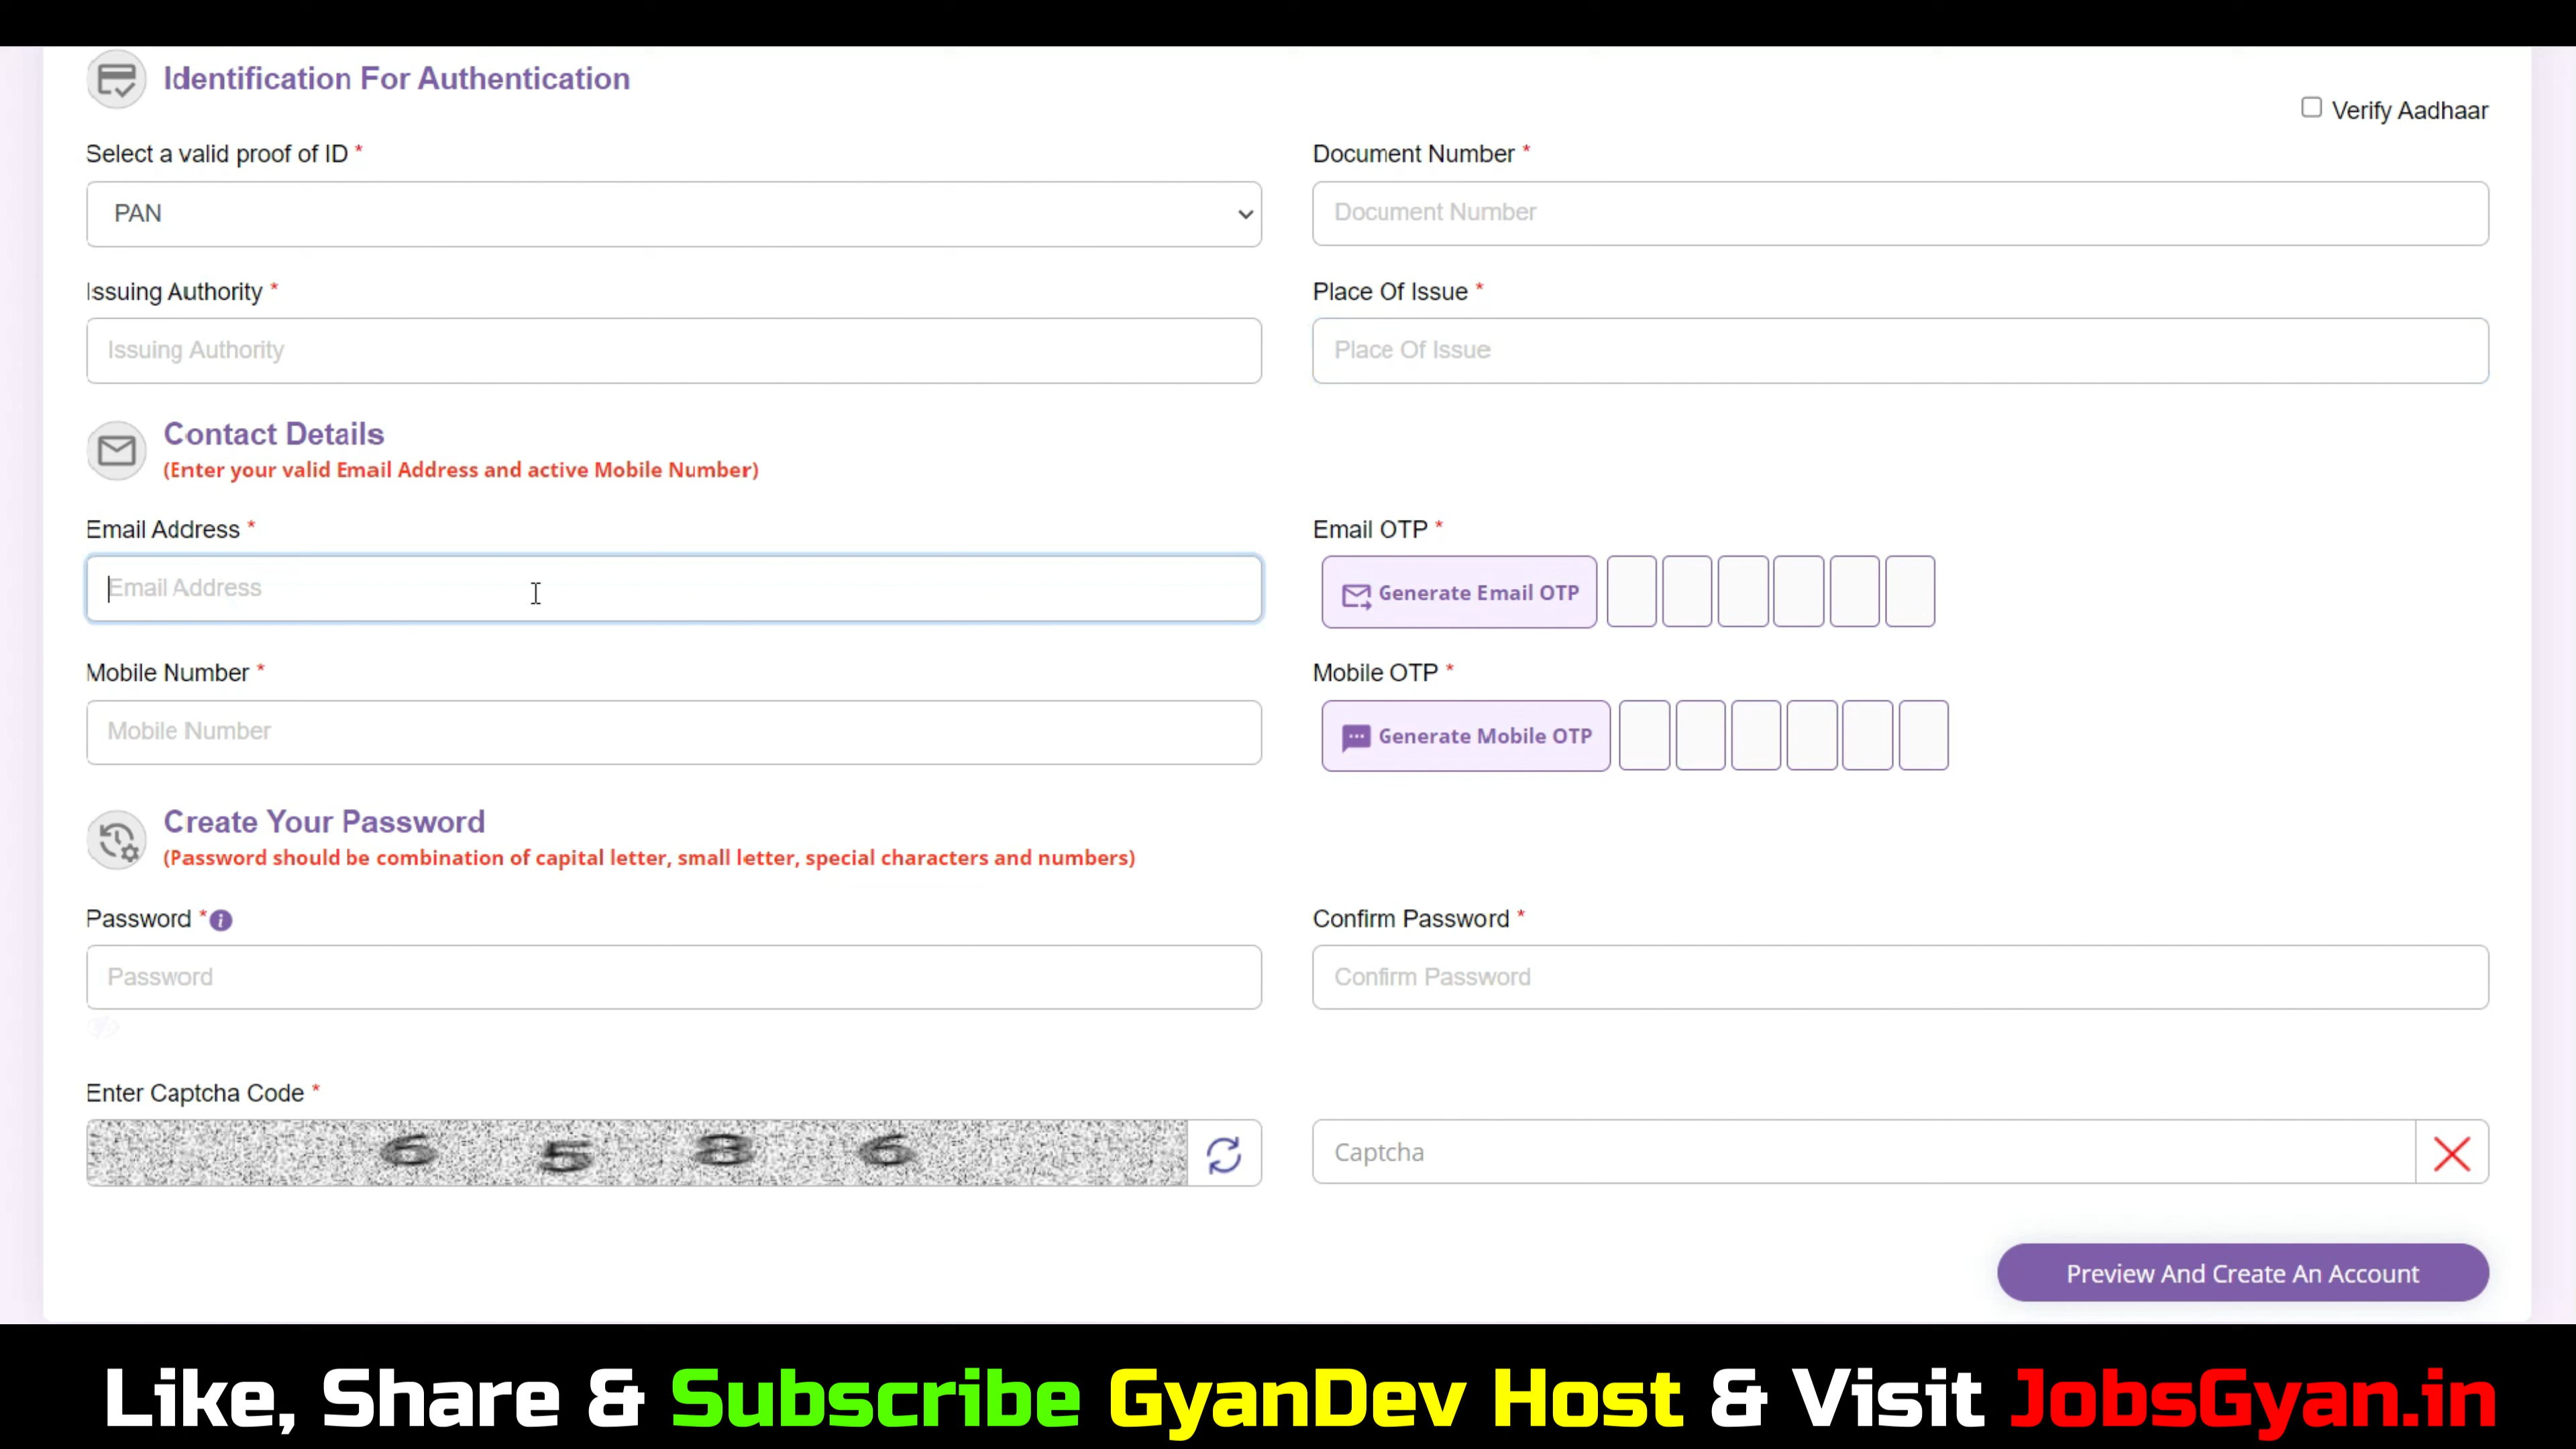 Identification For Authentication
Verify Aadhaar
Select a valid proof of ID *
Document Number *
PAN
Document Number
Issuing Authority *
Place Of Issue *
Issuing Authority
Place Of Issue
Contact Details
(Enter your valid Email Address and active Mobile Number)
Email Address *
Email OTP *
Email Address
Generate Email OTP
Mobile Number *
Mobile OTP *
Mobile Number
Generate Mobile OTP
Create Your Password
(Password should be combination of capital letter, small letter, special characters and numbers)
Password * i
Confirm Password *
Password
Confirm Password
Enter Captcha Code *
6 5 8 6
Captcha
Preview And Create An Account
Like, Share & Subscribe GyanDev Host & Visit JobsGyan.in